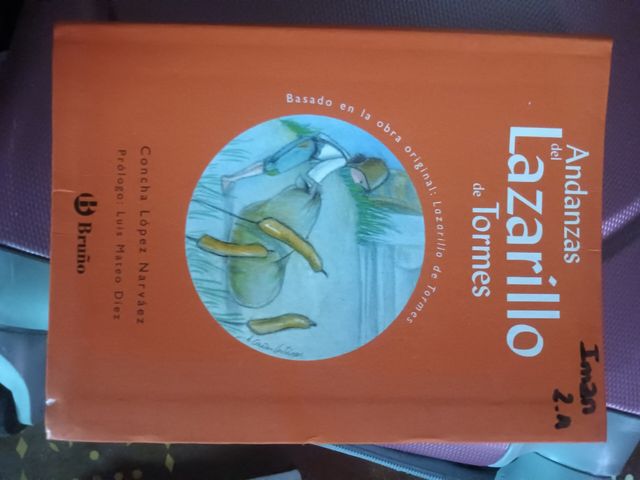 Andanzas
del
Lazarillo
de Tormes
Iman
2.A
Basado en la obra original: Lazarillo de Tormes
Concha López Narváez
Prólogo: Luis Mateo Díez
B Bruño